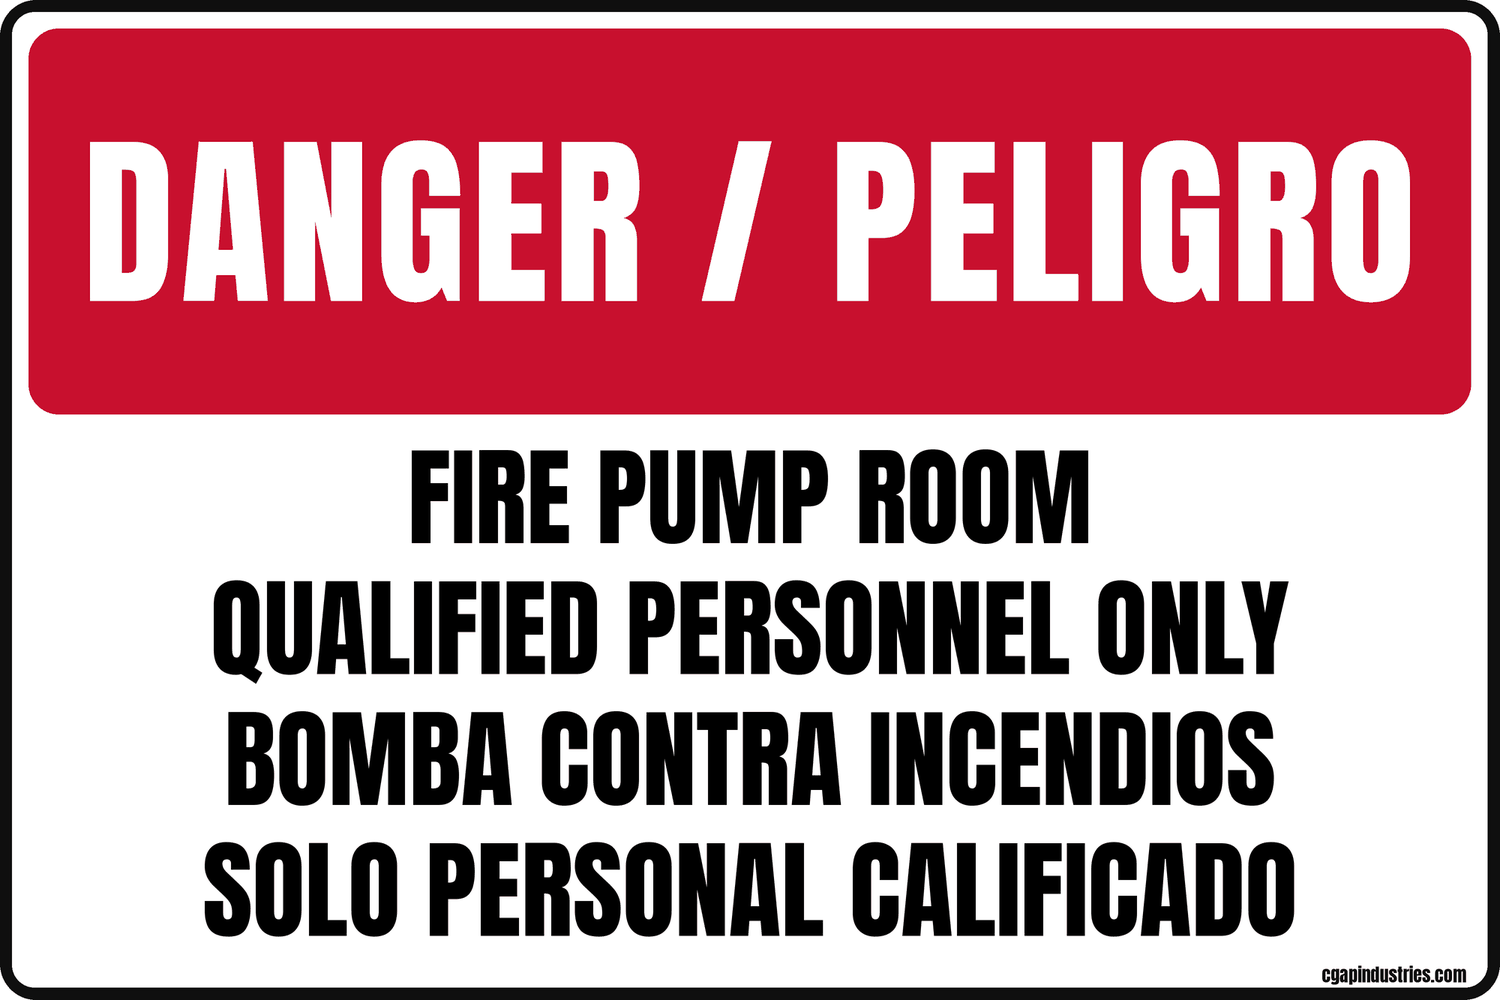 DANGER / PELIGRO
FIRE PUMP ROOM
QUALIFIED PERSONNEL ONLY
BOMBA CONTRA INCENDIOS
SOLO PERSONAL CALIFICADO
cgapindustries.com